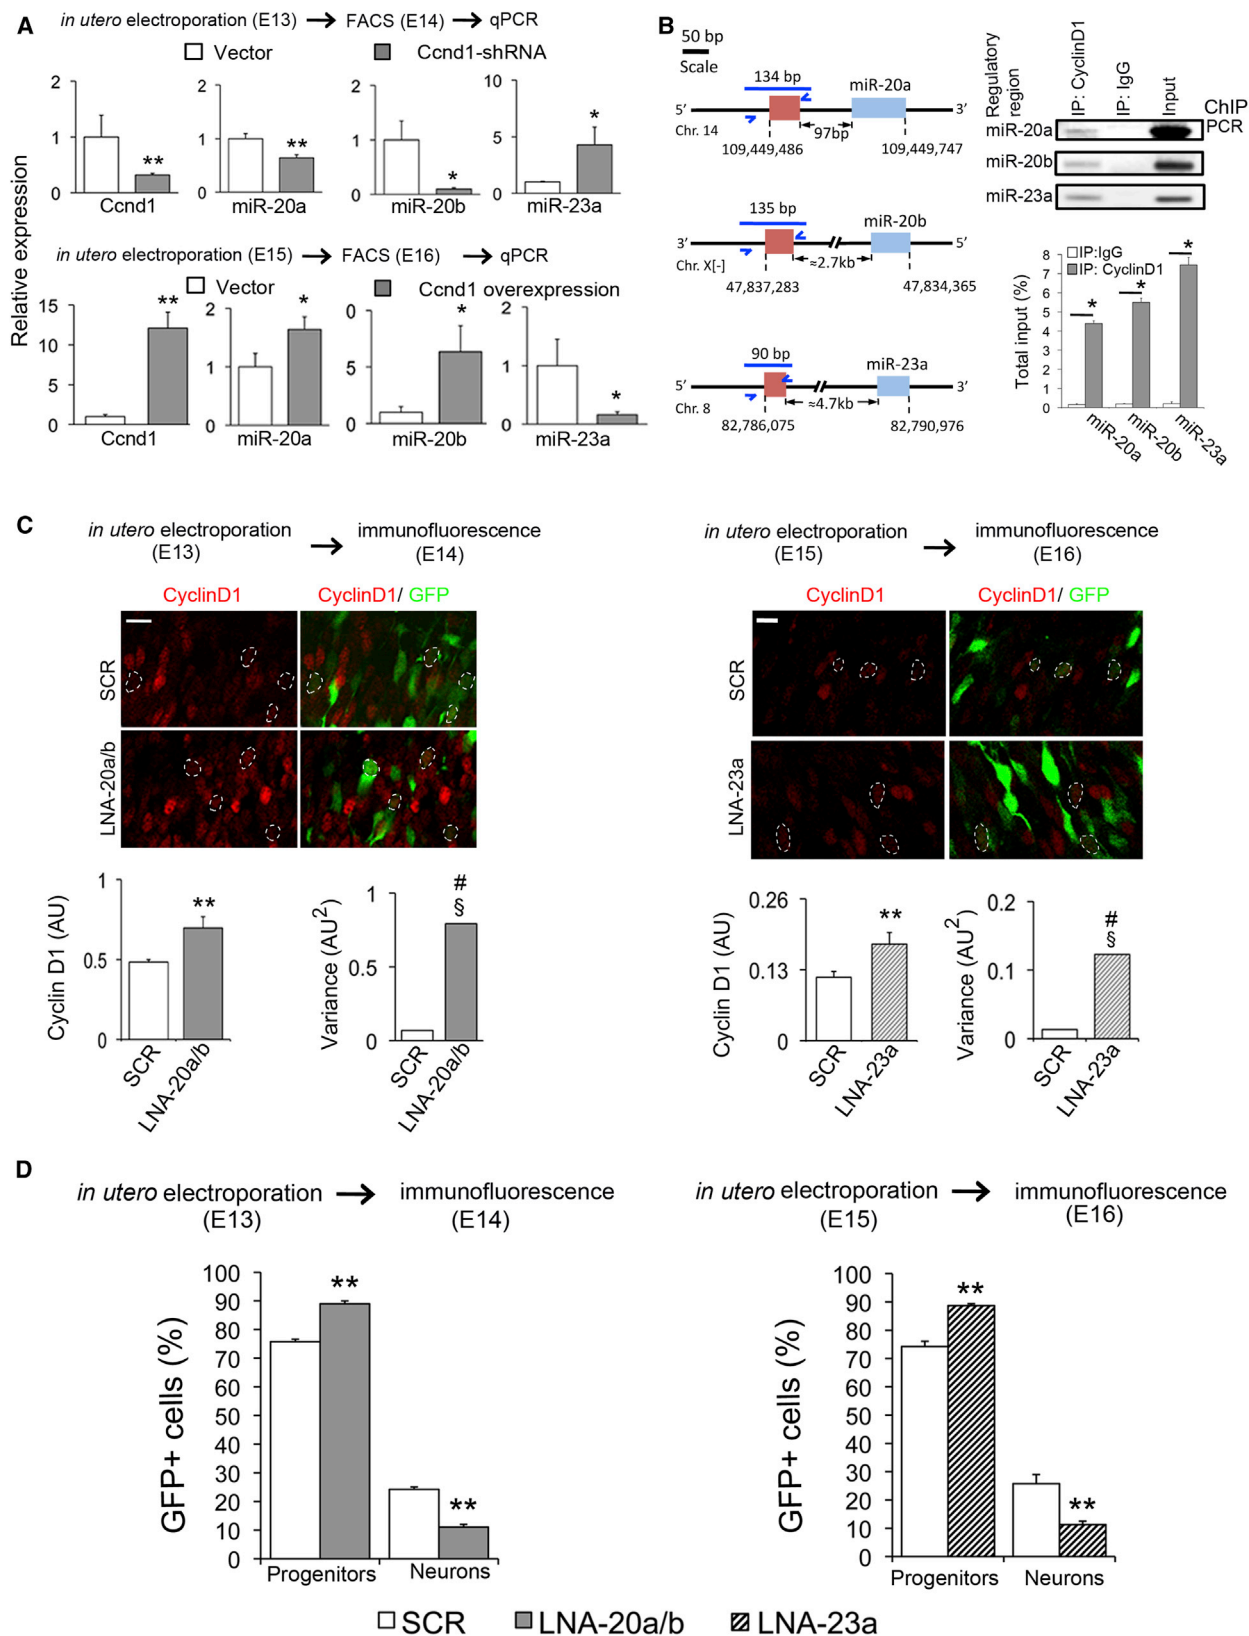 A
in utero electroporation (E13) → FACS (E14) → qPCR
Vector
Ccnd1-shRNA
Relative expression
2
1
0
Ccnd1
**
2
1
0
miR-20a
**
2
1
0
miR-20b
*
10
5
0
miR-23a
*
in utero electroporation (E15) → FACS (E16) → qPCR
Vector
Ccnd1 overexpression
15
10
5
0
Ccnd1
**
2
1
0
miR-20a
*
0
5
0
miR-20b
*
2
1
0
miR-23a
*
B
50 bp
Scale
134 bp
miR-20a
5’
3’
Chr. 14
97bp
109,449,486
109,449,747
135 bp
miR-20b
3’
5’
Chr. X[-]
≈2.7kb
47,837,283
47,834,365
90 bp
miR-23a
5’
3’
Chr. 8
≈4.7kb
82,786,075
82,790,976
Regulatory region
IP: CyclinD1
IP: IgG
Input
ChIP PCR
miR-20a
miR-20b
miR-23a
IP:IgG
IP: CyclinD1
Total input (%)
8
7
6
5
4
3
2
1
0
*
*
*
miR-20a
miR-20b
miR-23a
C
in utero electroporation (E13) → immunofluorescence (E14)
CyclinD1
CyclinD1/ GFP
SCR
LNA-20a/b
Cyclin D1 (AU)
1
0.5
0
**
SCR
LNA-20a/b
Variance (AU²)
1
0.5
0
#
§
SCR
LNA-20a/b
in utero electroporation (E15) → immunofluorescence (E16)
CyclinD1
CyclinD1/ GFP
SCR
LNA-23a
Cyclin D1 (AU)
0.26
0.13
0
**
SCR
LNA-23a
Variance (AU²)
0.2
0.1
0
#
§
SCR
LNA-23a
D
in utero electroporation (E13) → immunofluorescence (E14)
GFP+ cells (%)
100
90
80
70
60
50
40
30
20
10
0
**
**
Progenitors
Neurons
in utero electroporation (E15) → immunofluorescence (E16)
GFP+ cells (%)
100
90
80
70
60
50
40
30
20
10
0
**
**
Progenitors
Neurons
SCR
LNA-20a/b
LNA-23a